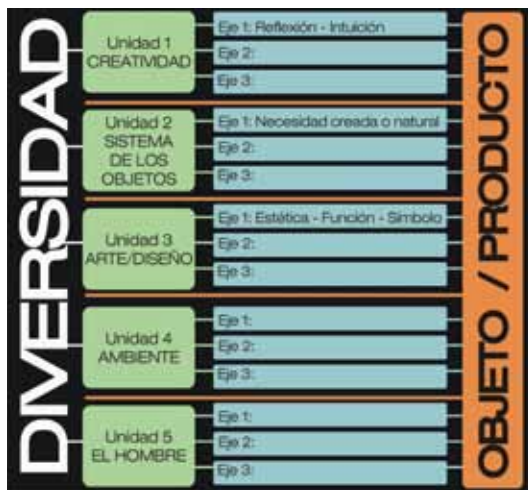 DIVERSIDAD
Unidad 1
CREATIVIDAD
Eje 1: Reflexión - Intuición
Eje 2:
Eje 3:
Unidad 2
SISTEMA
DE LOS
OBJETOS
Eje 1: Necesidad creada o natural
Eje 2:
Eje 3:
Unidad 3
ARTE/DISEÑO
Eje 1: Estética - Función - Símbolo
Eje 2:
Eje 3:
Unidad 4
AMBIENTE
Eje 1:
Eje 2:
Eje 3:
Unidad 5
EL HOMBRE
Eje 1:
Eje 2:
Eje 3:
OBJETO / PRODUCTO